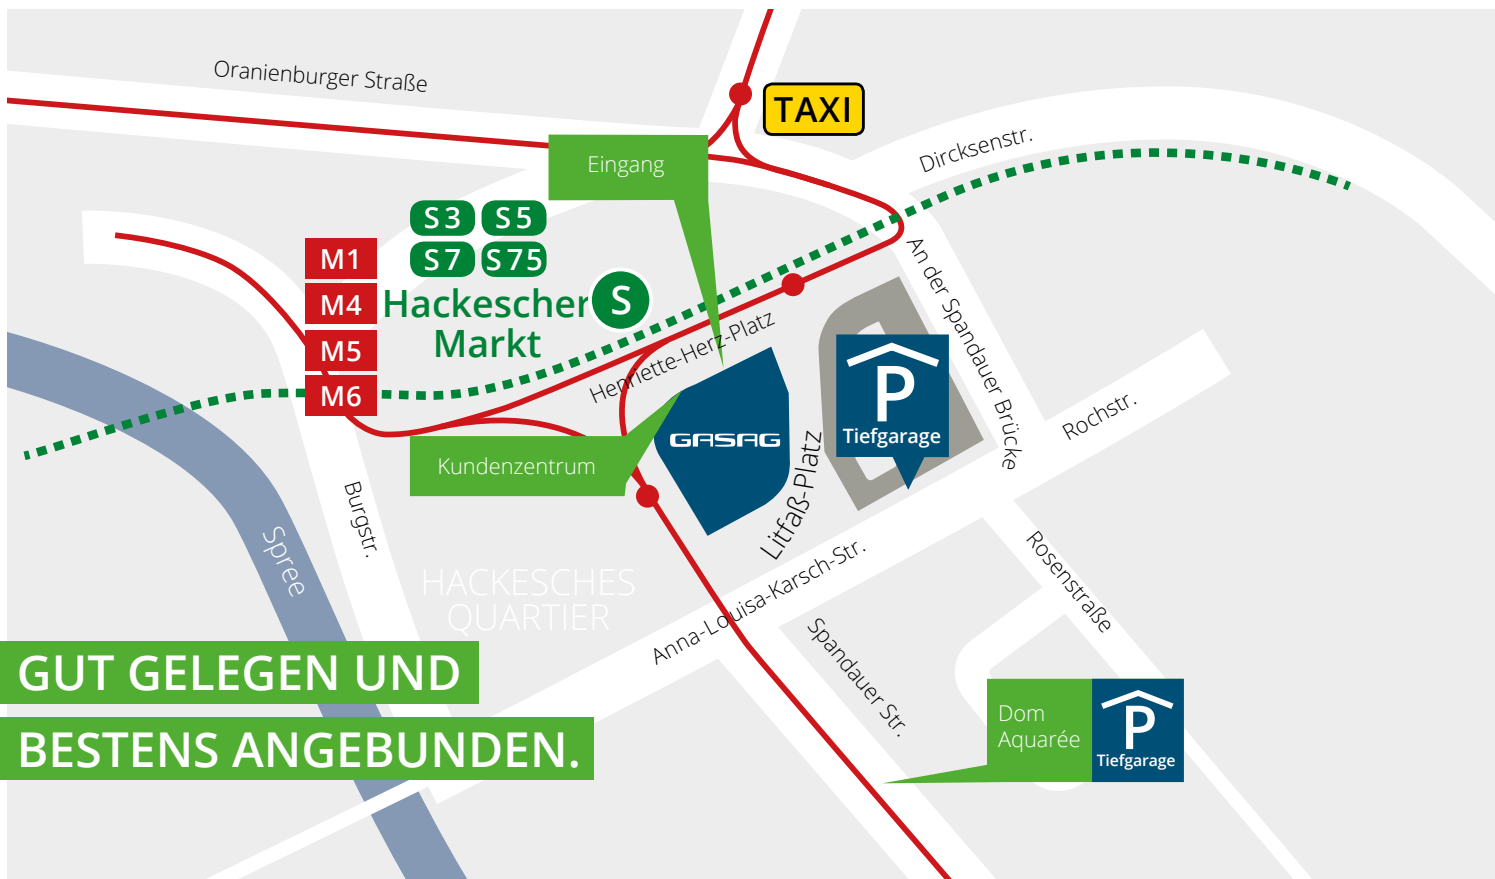 Oranienburger Straße
TAXI
Dircksenstr.
Eingang
S3
S5
S7
S75
M1
M4
M5
M6
Hackescher
Markt
S
Henriette-Herz-Platz
An der Spandauer Brücke
P
Tiefgarage
Rochstr.
GASAG
Kundenzentrum
Litfaß-Platz
Burgstr.
Spree
HACKESCHES
QUARTIER
Anna-Louisa-Karsch-Str.
Rosenstraße
Spandauer Str.
GUT GELEGEN UND
BESTENS ANGEBUNDEN.
Dom
Aquarée
P
Tiefgarage